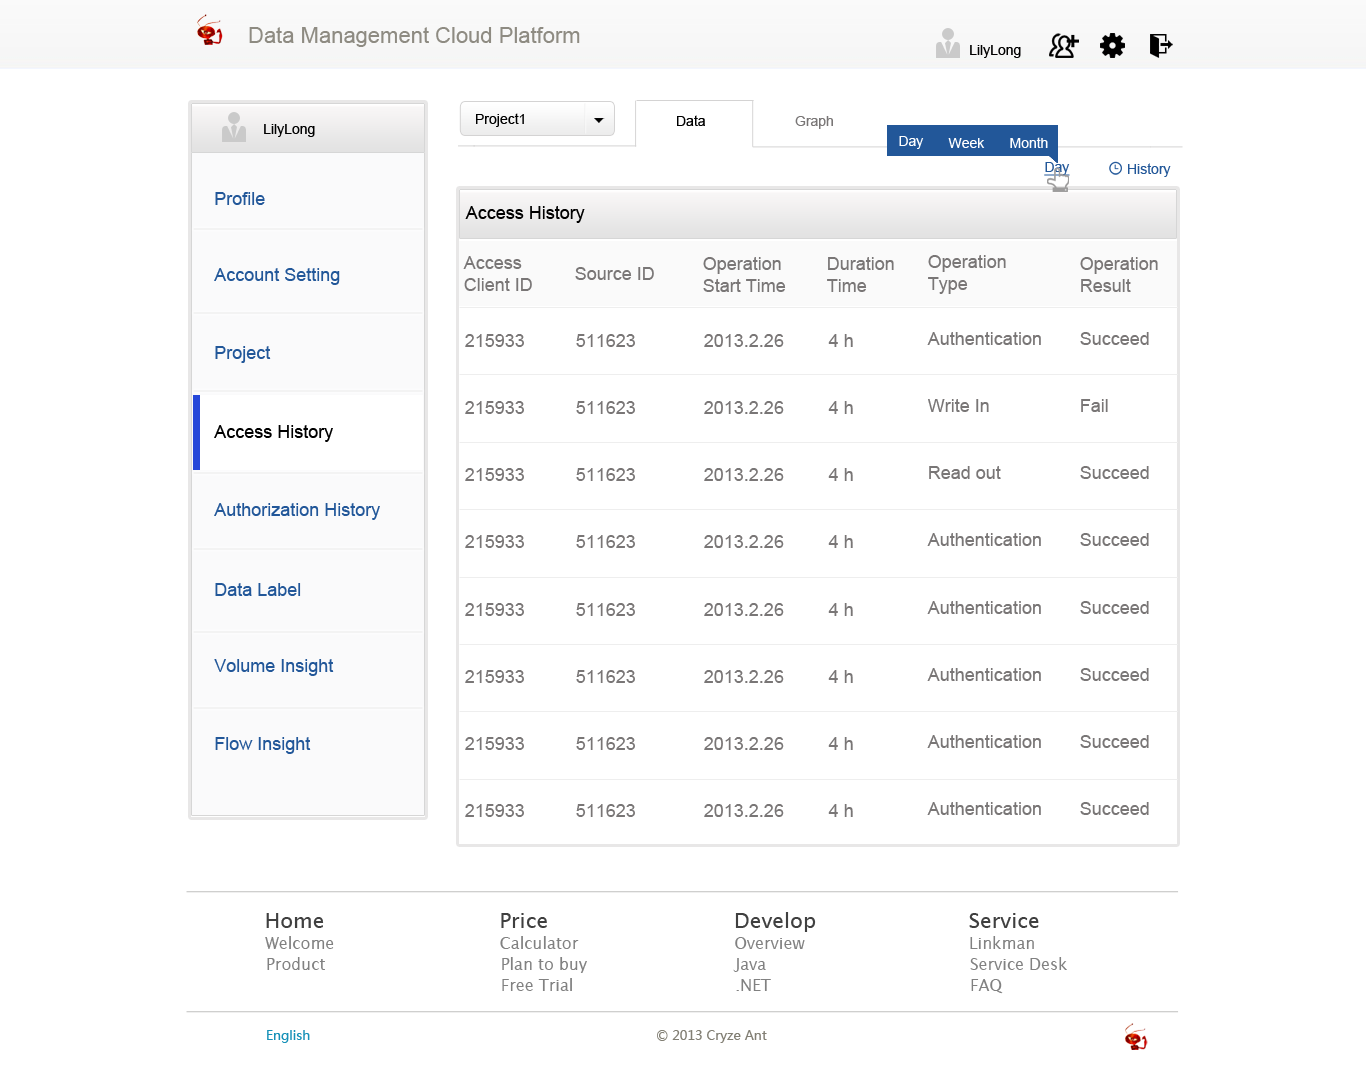 Data Management Cloud Platform
LilyLong
LilyLong
Profile
Account Setting
Project
Access History
Authorization History
Data Label
Volume Insight
Flow Insight
Project1
Data
Graph
Day Week Month
Day
History
Access History
Access Client ID Source ID Operation Start Time Duration Time Operation Type Operation Result
215933 511623 2013.2.26 4 h Authentication Succeed
215933 511623 2013.2.26 4 h Write In Fail
215933 511623 2013.2.26 4 h Read out Succeed
215933 511623 2013.2.26 4 h Authentication Succeed
215933 511623 2013.2.26 4 h Authentication Succeed
215933 511623 2013.2.26 4 h Authentication Succeed
215933 511623 2013.2.26 4 h Authentication Succeed
215933 511623 2013.2.26 4 h Authentication Succeed
Home
Welcome
Product
Price
Calculator
Plan to buy
Free Trial
Develop
Overview
Java
.NET
Service
Linkman
Service Desk
FAQ
English
© 2013 Cryze Ant